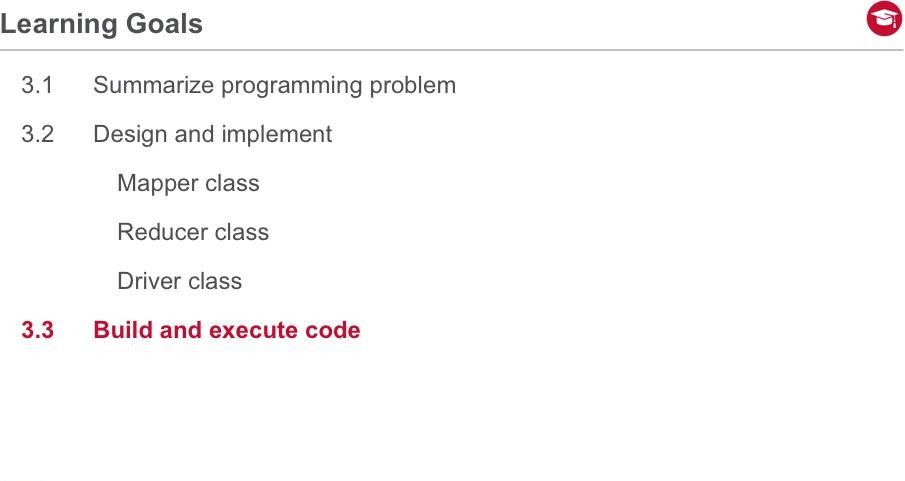 Learning Goals
3.1 Summarize programming problem
3.2 Design and implement
Mapper class
Reducer class
Driver class
3.3 Build and execute code